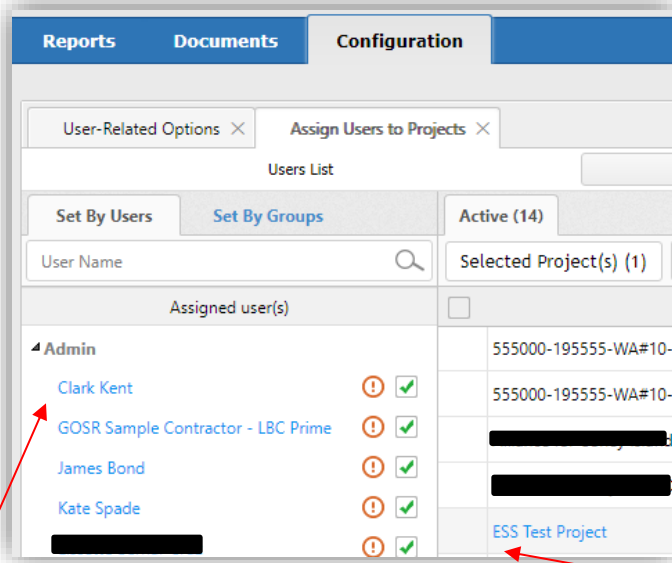 Reports Documents Configuration
User-Related Options Assign Users to Projects
Users List
Set By Users Set By Groups Active (14)
User Name Selected Project(s) (1)
Assigned user(s)
Admin
555000-195555-WA#10-
Clark Kent
555000-195555-WA#10-
GOSR Sample Contractor - LBC Prime
James Bond
Kate Spade
ESS Test Project